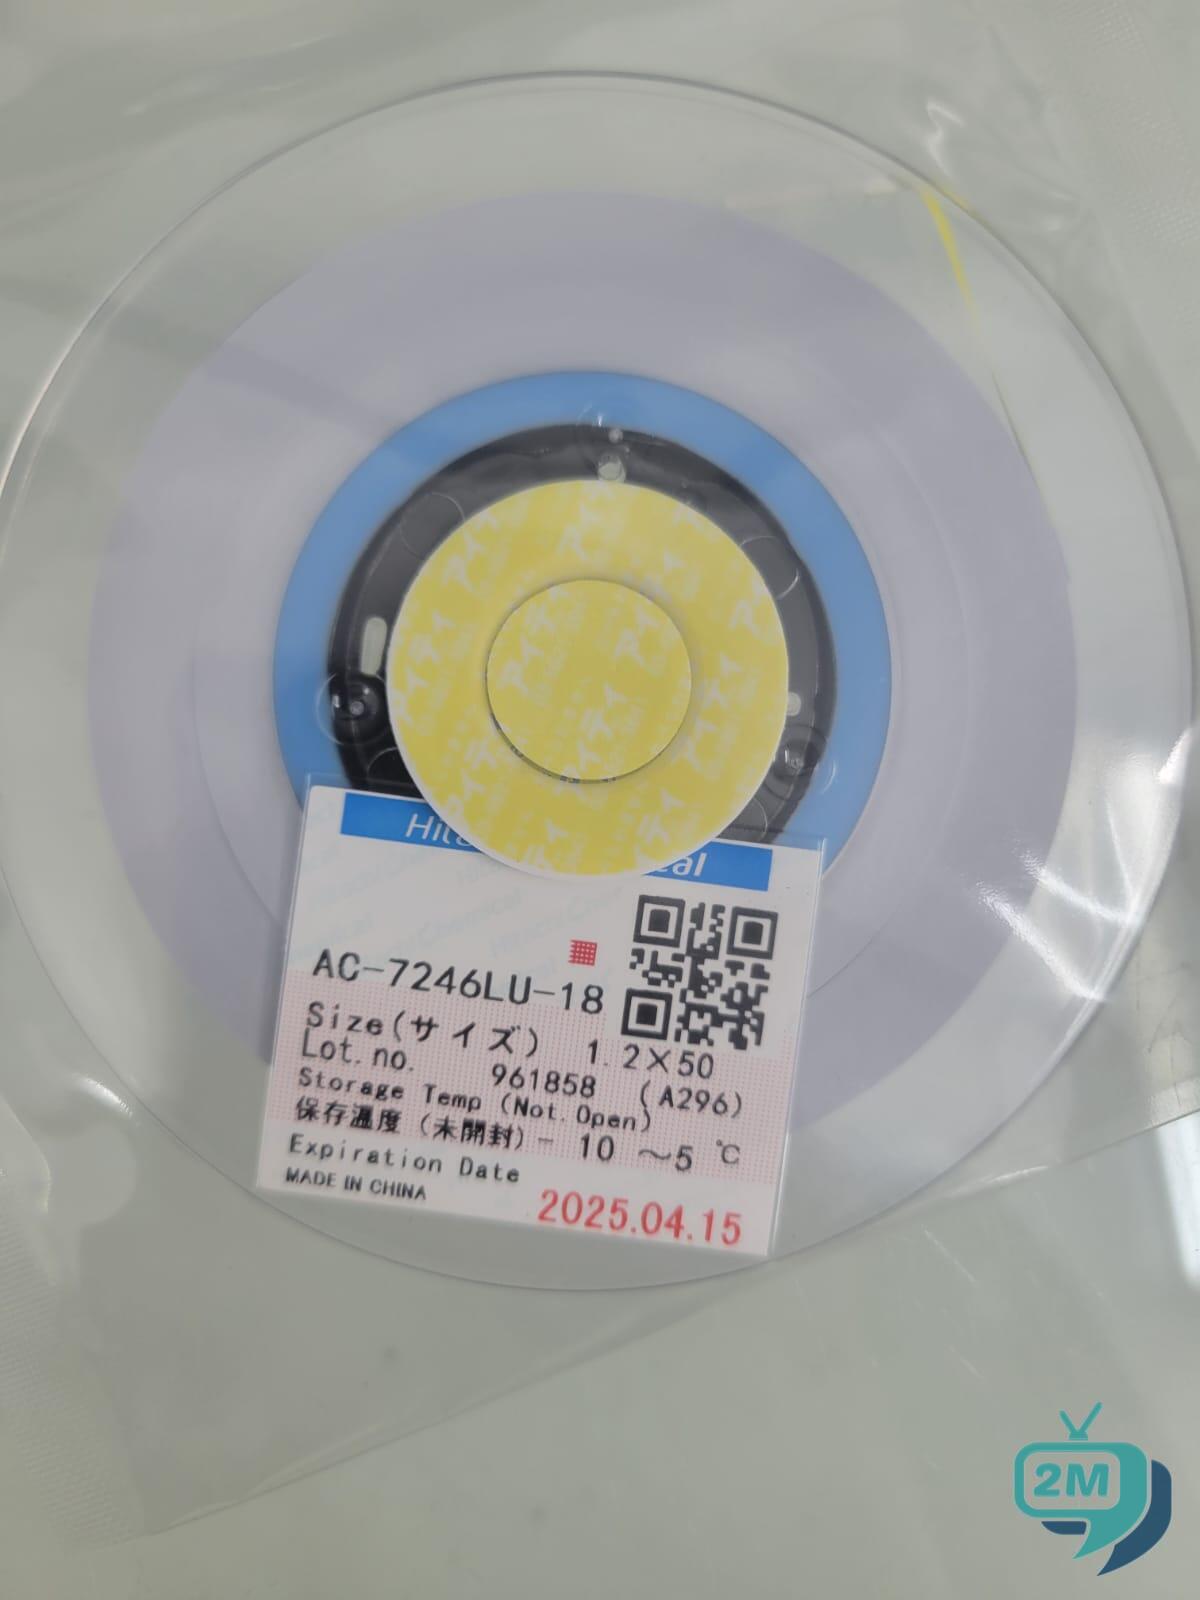 AC-7246LU-18
Size(サイズ) 1.2×50
Lot.no. 961858 (A296)
Storage Temp (Not.Open)
保存温度 (未開封)- 10 ～5 ℃
Expiration Date
MADE IN CHINA
2025.04.15
2M